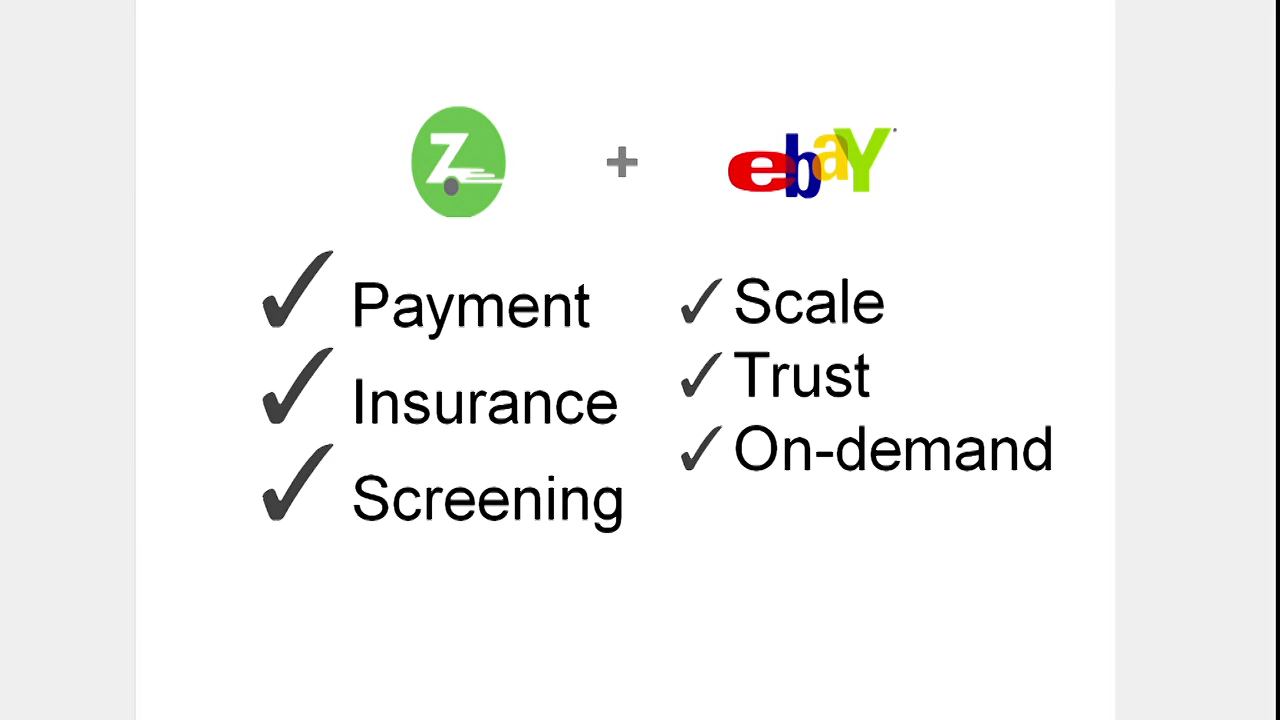 Z
+
ebaY
✓ Payment
✓ Insurance
✓ Screening
✓ Scale
✓ Trust
✓ On-demand